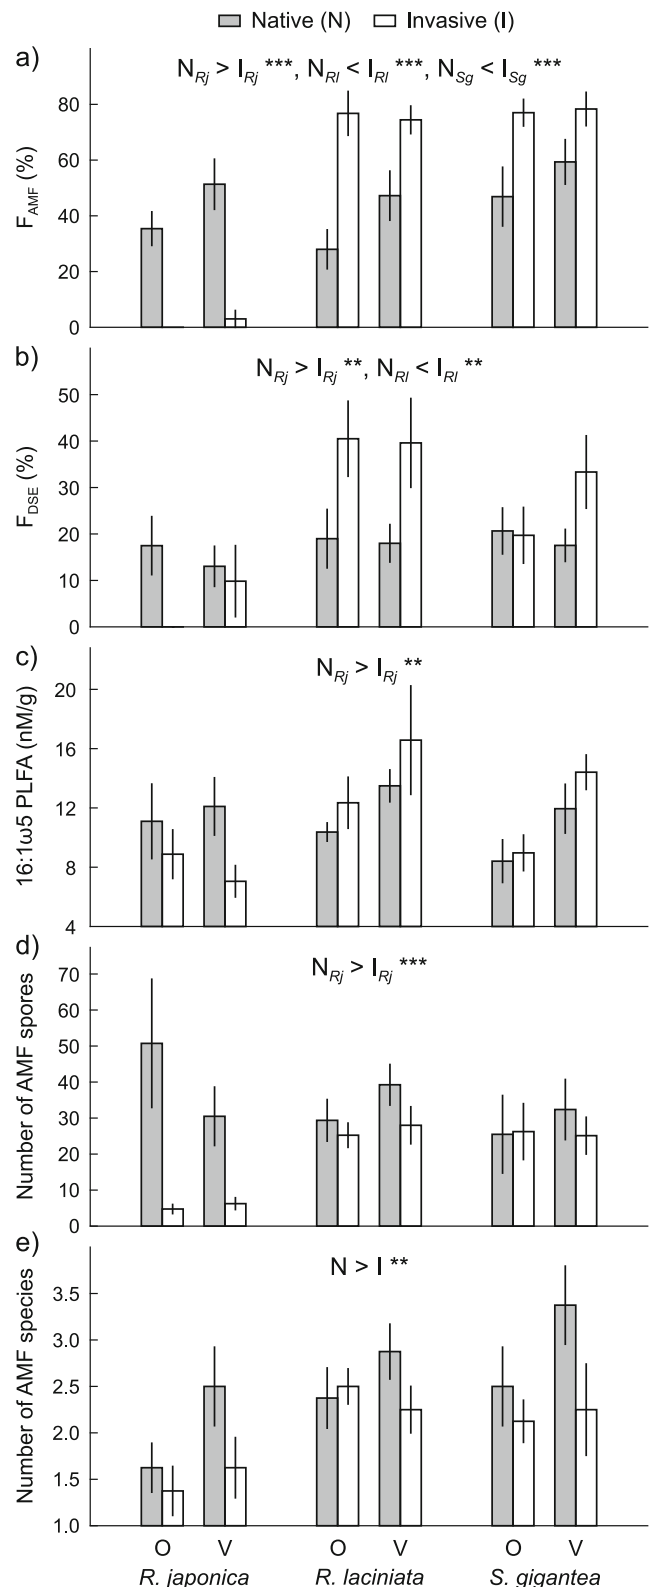 Native (N) Invasive (I)
a)
N_Rj > I_Rj ***, N_Rl < I_Rl ***, N_Sg < I_Sg ***
F_AMF (%)
80
60
40
20
0
b)
N_Rj > I_Rj **, N_Rl < I_Rl **
F_DSE (%)
50
40
30
20
10
0
c)
N_Rj > I_Rj **
16:1ω5 PLFA (nM/g)
20
16
12
8
4
d)
N_Rj > I_Rj ***
Number of AMF spores
70
60
50
40
30
20
10
0
e)
N > I **
Number of AMF species
3.5
3.0
2.5
2.0
1.5
1.0
O V O V O V
R. japonica R. laciniata S. gigantea